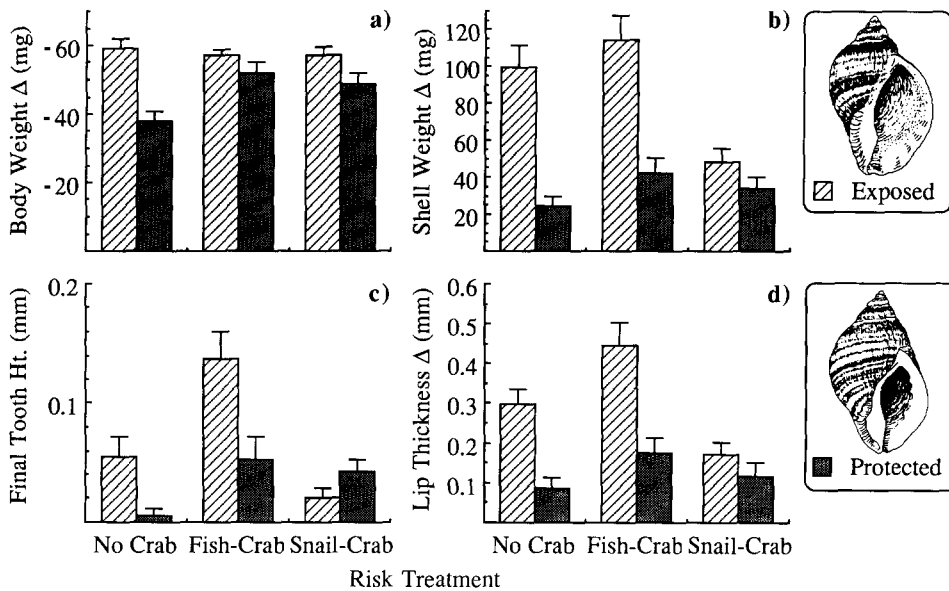 a)
Body Weight Δ (mg)
- 60
- 40
- 20
b)
Shell Weight Δ (mg)
120
100
80
60
40
20
Exposed
c)
Final Tooth Ht. (mm)
0.2
0.1
No Crab Fish-Crab Snail-Crab
d)
Lip Thickness Δ (mm)
0.6
0.5
0.4
0.3
0.2
0.1
No Crab Fish-Crab Snail-Crab
Protected
Risk Treatment